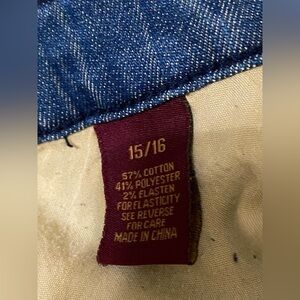 15/16
57% COTTON
41% POLYESTER
2% ELASTEN
FOR ELASTICITY
SEE REVERSE
FOR CARE
MADE IN CHINA